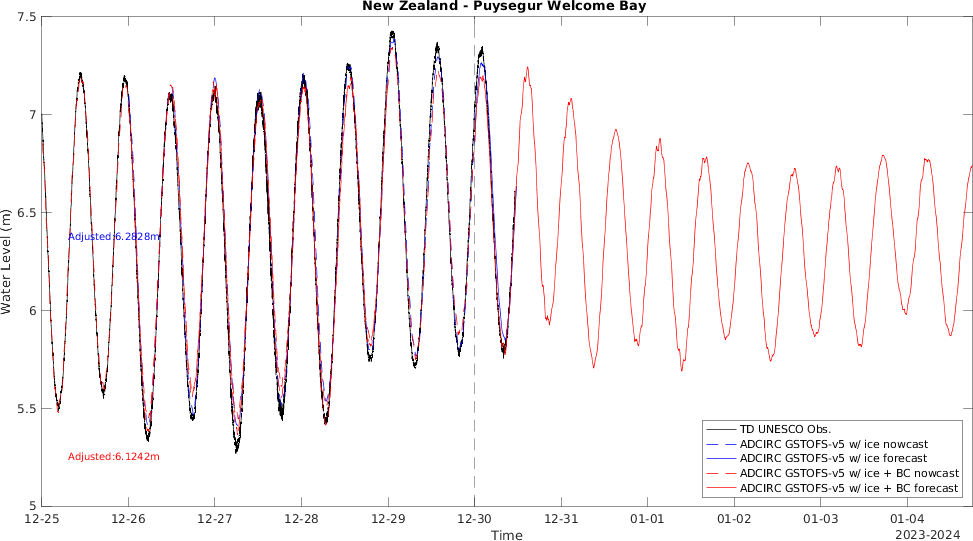 New Zealand - Puysegur Welcome Bay
7.5
7
6.5
6
5.5
5
Water Level (m)
Adjusted:6.2828m
Adjusted:6.1242m
TD UNESCO Obs.
ADCIRC GSTOFS-v5 w/ ice nowcast
ADCIRC GSTOFS-v5 w/ ice forecast
ADCIRC GSTOFS-v5 w/ ice + BC nowcast
ADCIRC GSTOFS-v5 w/ ice + BC forecast
12-25 12-26 12-27 12-28 12-29 12-30 12-31 01-01 01-02 01-03 01-04
Time
2023-2024